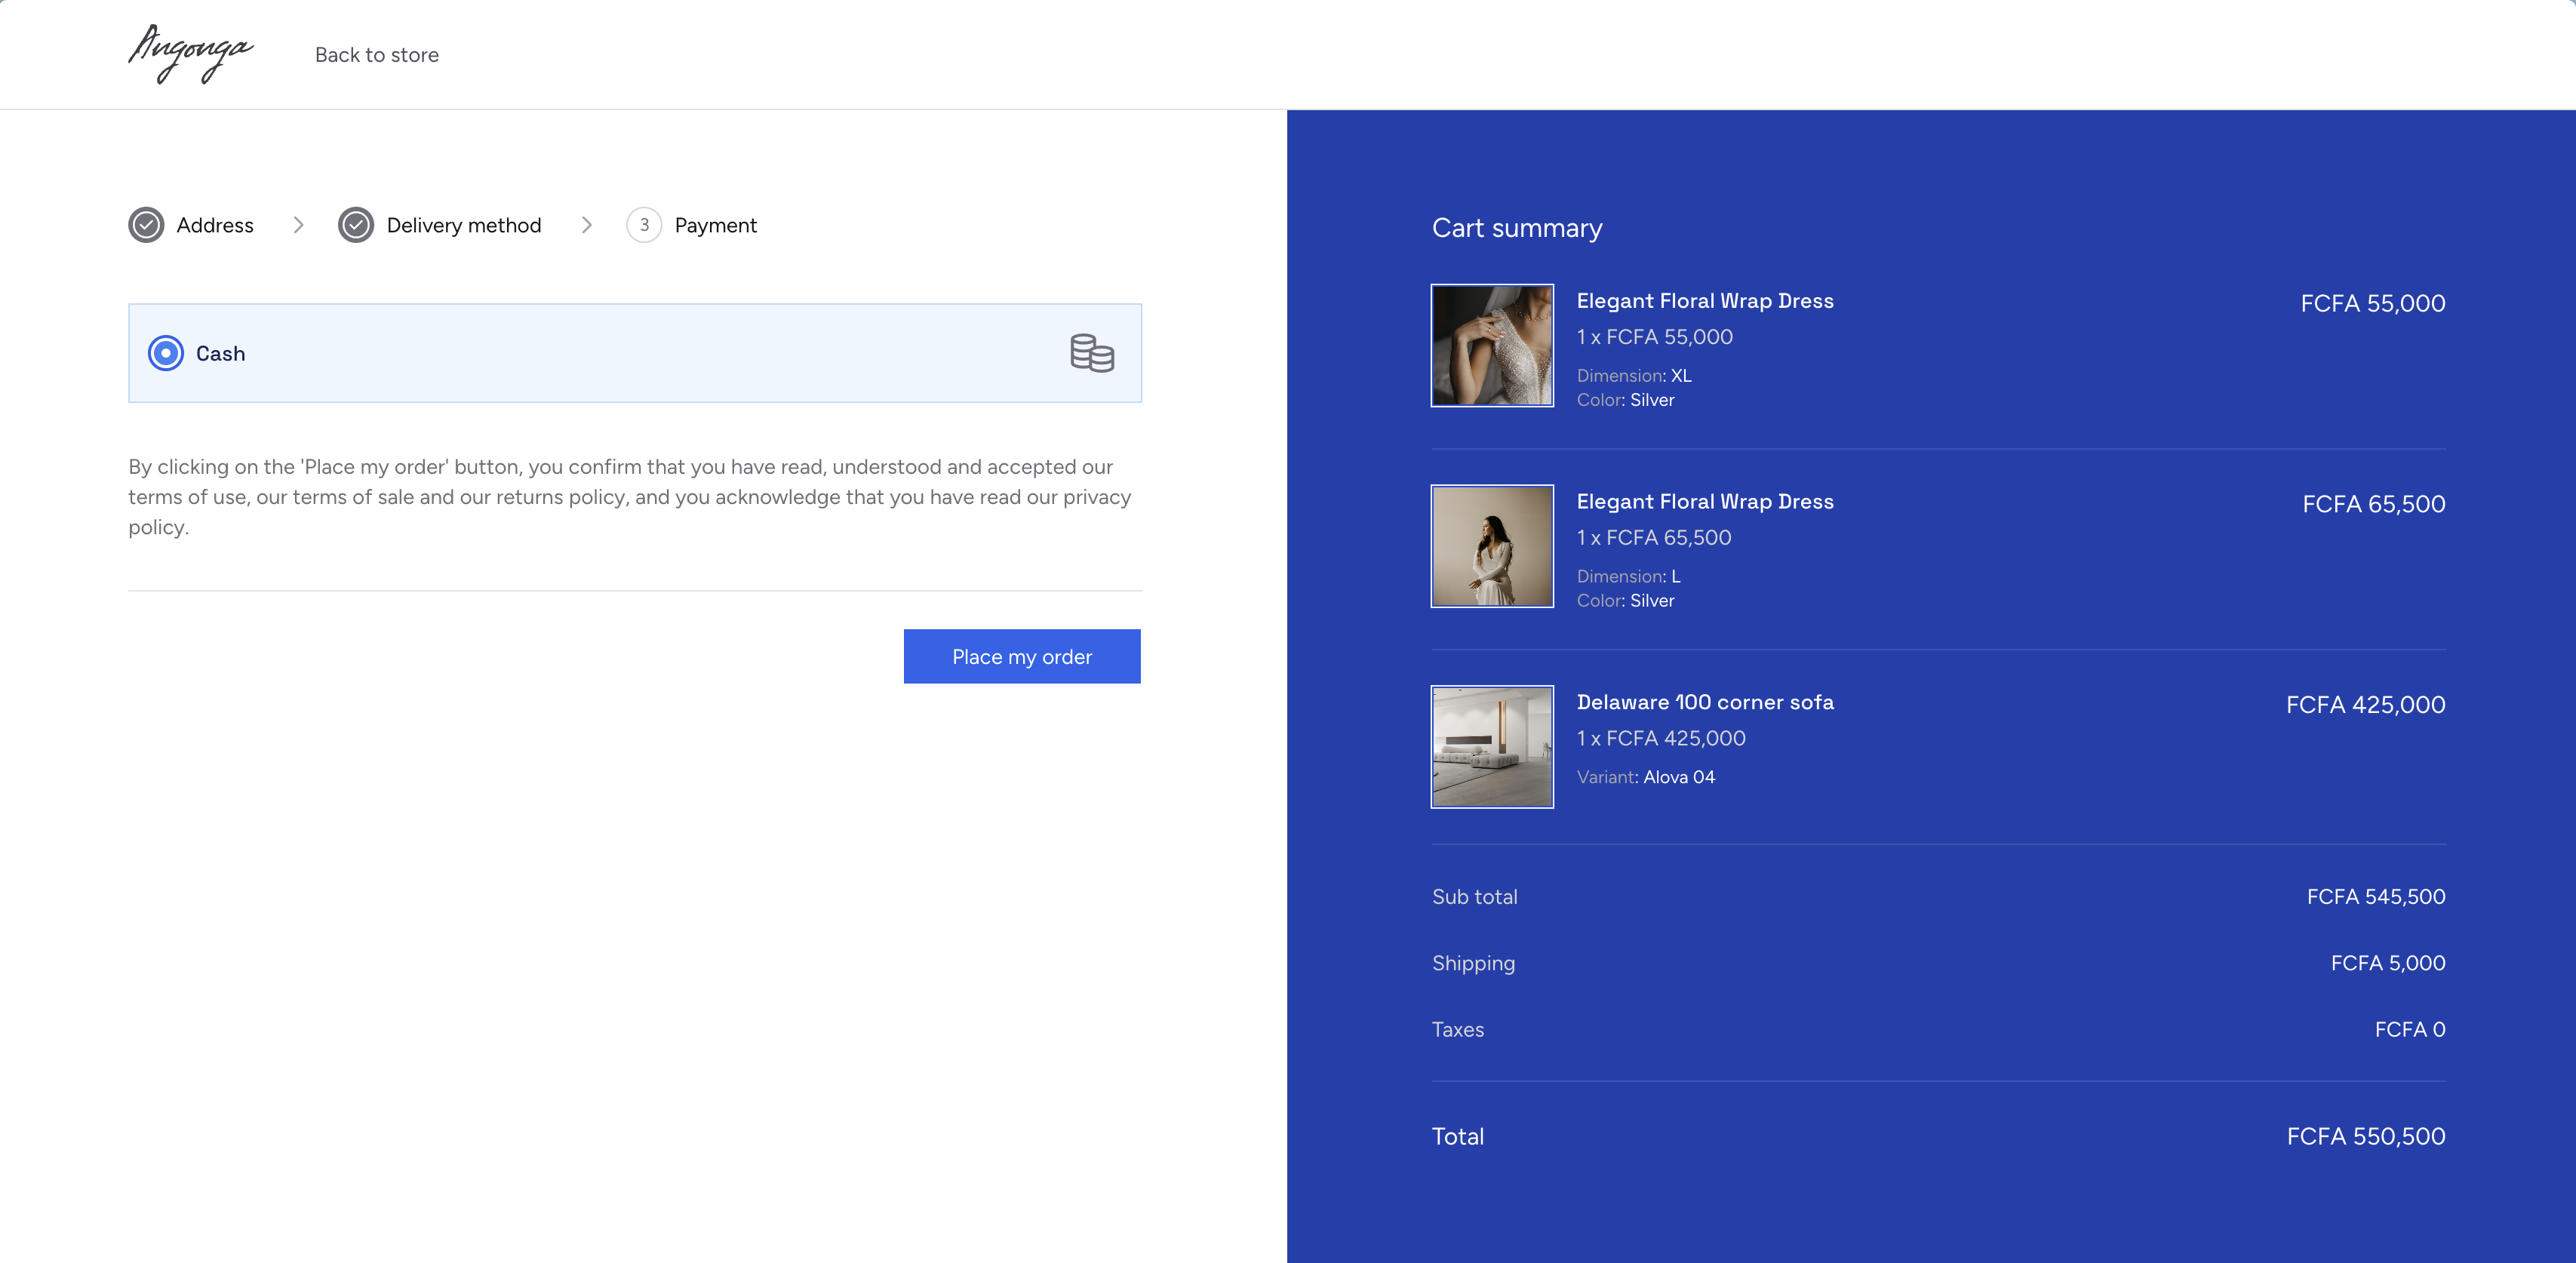 Angonga
Back to store
Address
Delivery method
3
Payment
Cash
By clicking on the 'Place my order' button, you confirm that you have read, understood and accepted our
terms of use, our terms of sale and our returns policy, and you acknowledge that you have read our privacy
policy.
Place my order
Cart summary
Elegant Floral Wrap Dress
FCFA 55,000
1 x FCFA 55,000
Dimension: XL
Color: Silver
Elegant Floral Wrap Dress
FCFA 65,500
1 x FCFA 65,500
Dimension: L
Color: Silver
Delaware 100 corner sofa
FCFA 425,000
1 x FCFA 425,000
Variant: Alova 04
Sub total
FCFA 545,500
Shipping
FCFA 5,000
Taxes
FCFA 0
Total
FCFA 550,500